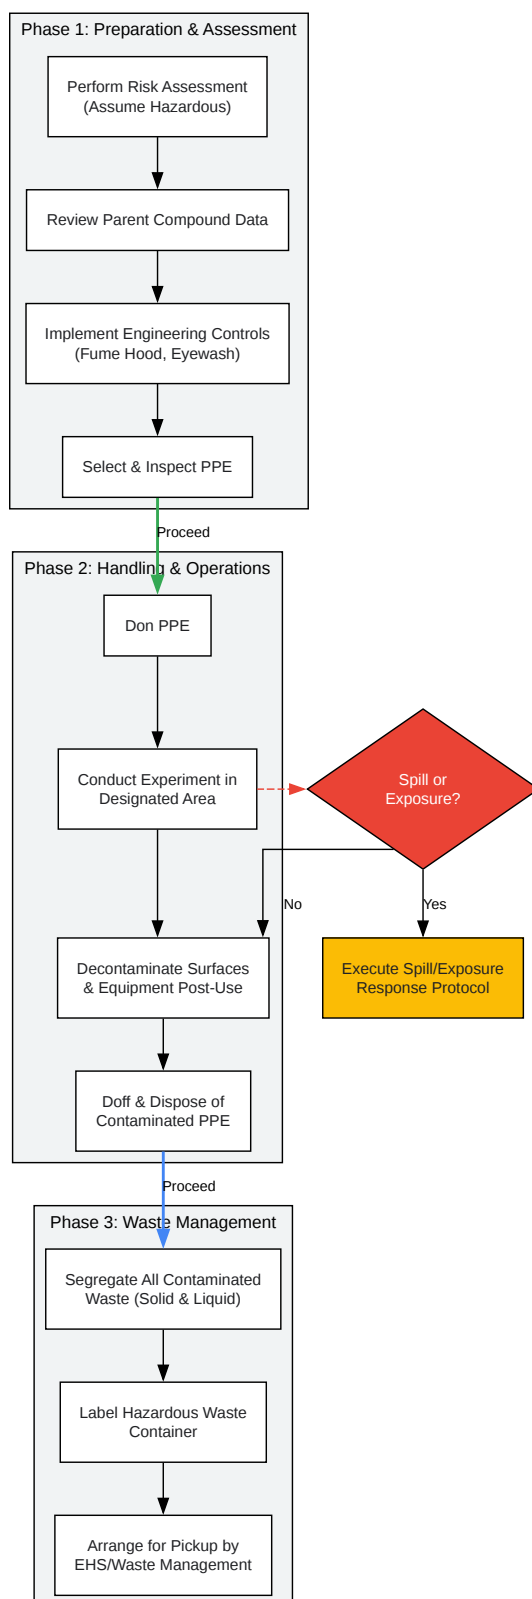 Phase 1: Preparation & Assessment
Perform Risk Assessment
(Assume Hazardous)
Review Parent Compound Data
Implement Engineering Controls
(Fume Hood, Eyewash)
Select & Inspect PPE
Proceed
Phase 2: Handling & Operations
Don PPE
Conduct Experiment in
Designated Area
Spill or
Exposure?
No
Yes
Decontaminate Surfaces
& Equipment Post-Use
Execute Spill/Exposure
Response Protocol
Doff & Dispose of
Contaminated PPE
Proceed
Phase 3: Waste Management
Segregate All Contaminated
Waste (Solid & Liquid)
Label Hazardous Waste
Container
Arrange for Pickup by
EHS/Waste Management